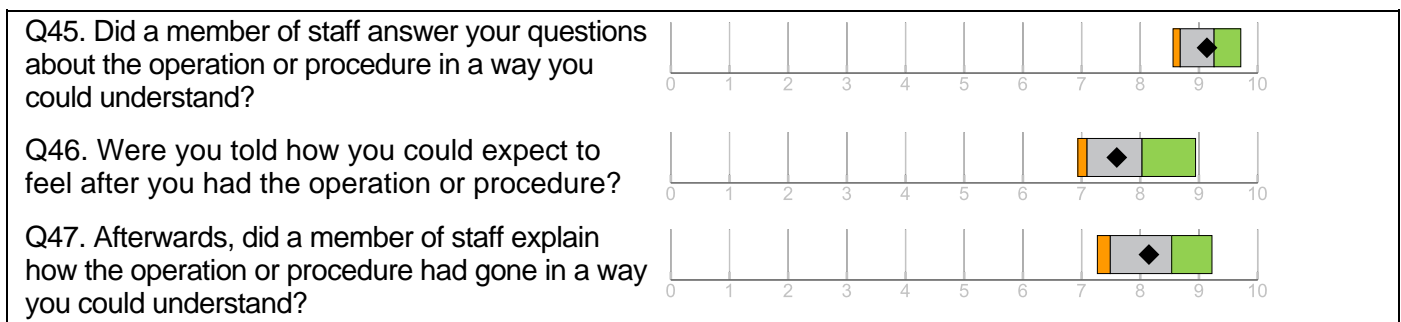 Q45. Did a member of staff answer your questions
about the operation or procedure in a way you
could understand?
0 1 2 3 4 5 6 7 8 9 10
Q46. Were you told how you could expect to
feel after you had the operation or procedure?
0 1 2 3 4 5 6 7 8 9 10
Q47. Afterwards, did a member of staff explain
how the operation or procedure had gone in a way
you could understand?
0 1 2 3 4 5 6 7 8 9 10